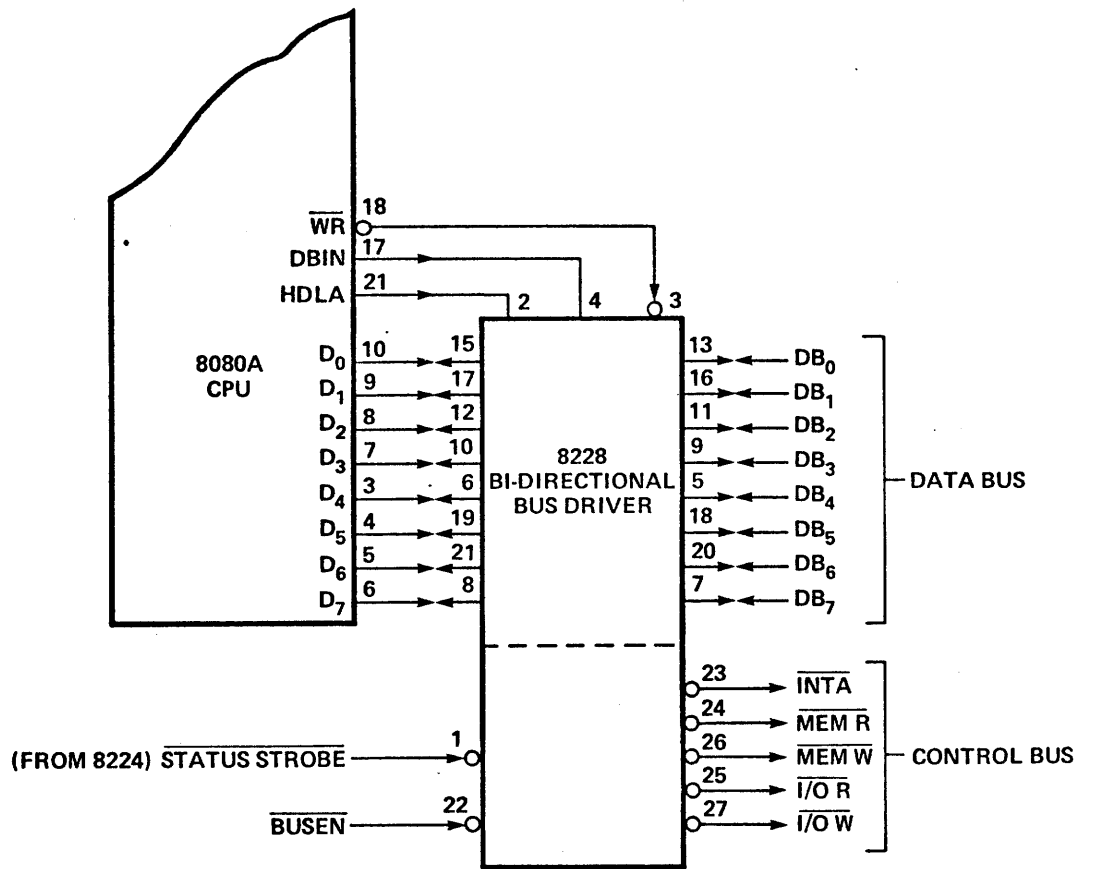 WR 18
DBIN 17
HDLA 21
2 4 3
8080A
CPU
D0 10 15 13 DB0
D1 9 17 16 DB1
D2 8 12 11 DB2
D3 7 10 9 DB3
D4 3 6 5 DB4
D5 4 19 18 DB5
D6 5 21 20 DB6
D7 6 8 7 DB7
8228
BI-DIRECTIONAL
BUS DRIVER
DATA BUS
23 INTA
24 MEM R
26 MEM W
25 I/O R
27 I/O W
CONTROL BUS
(FROM 8224) STATUS STROBE 1
BUSEN 22